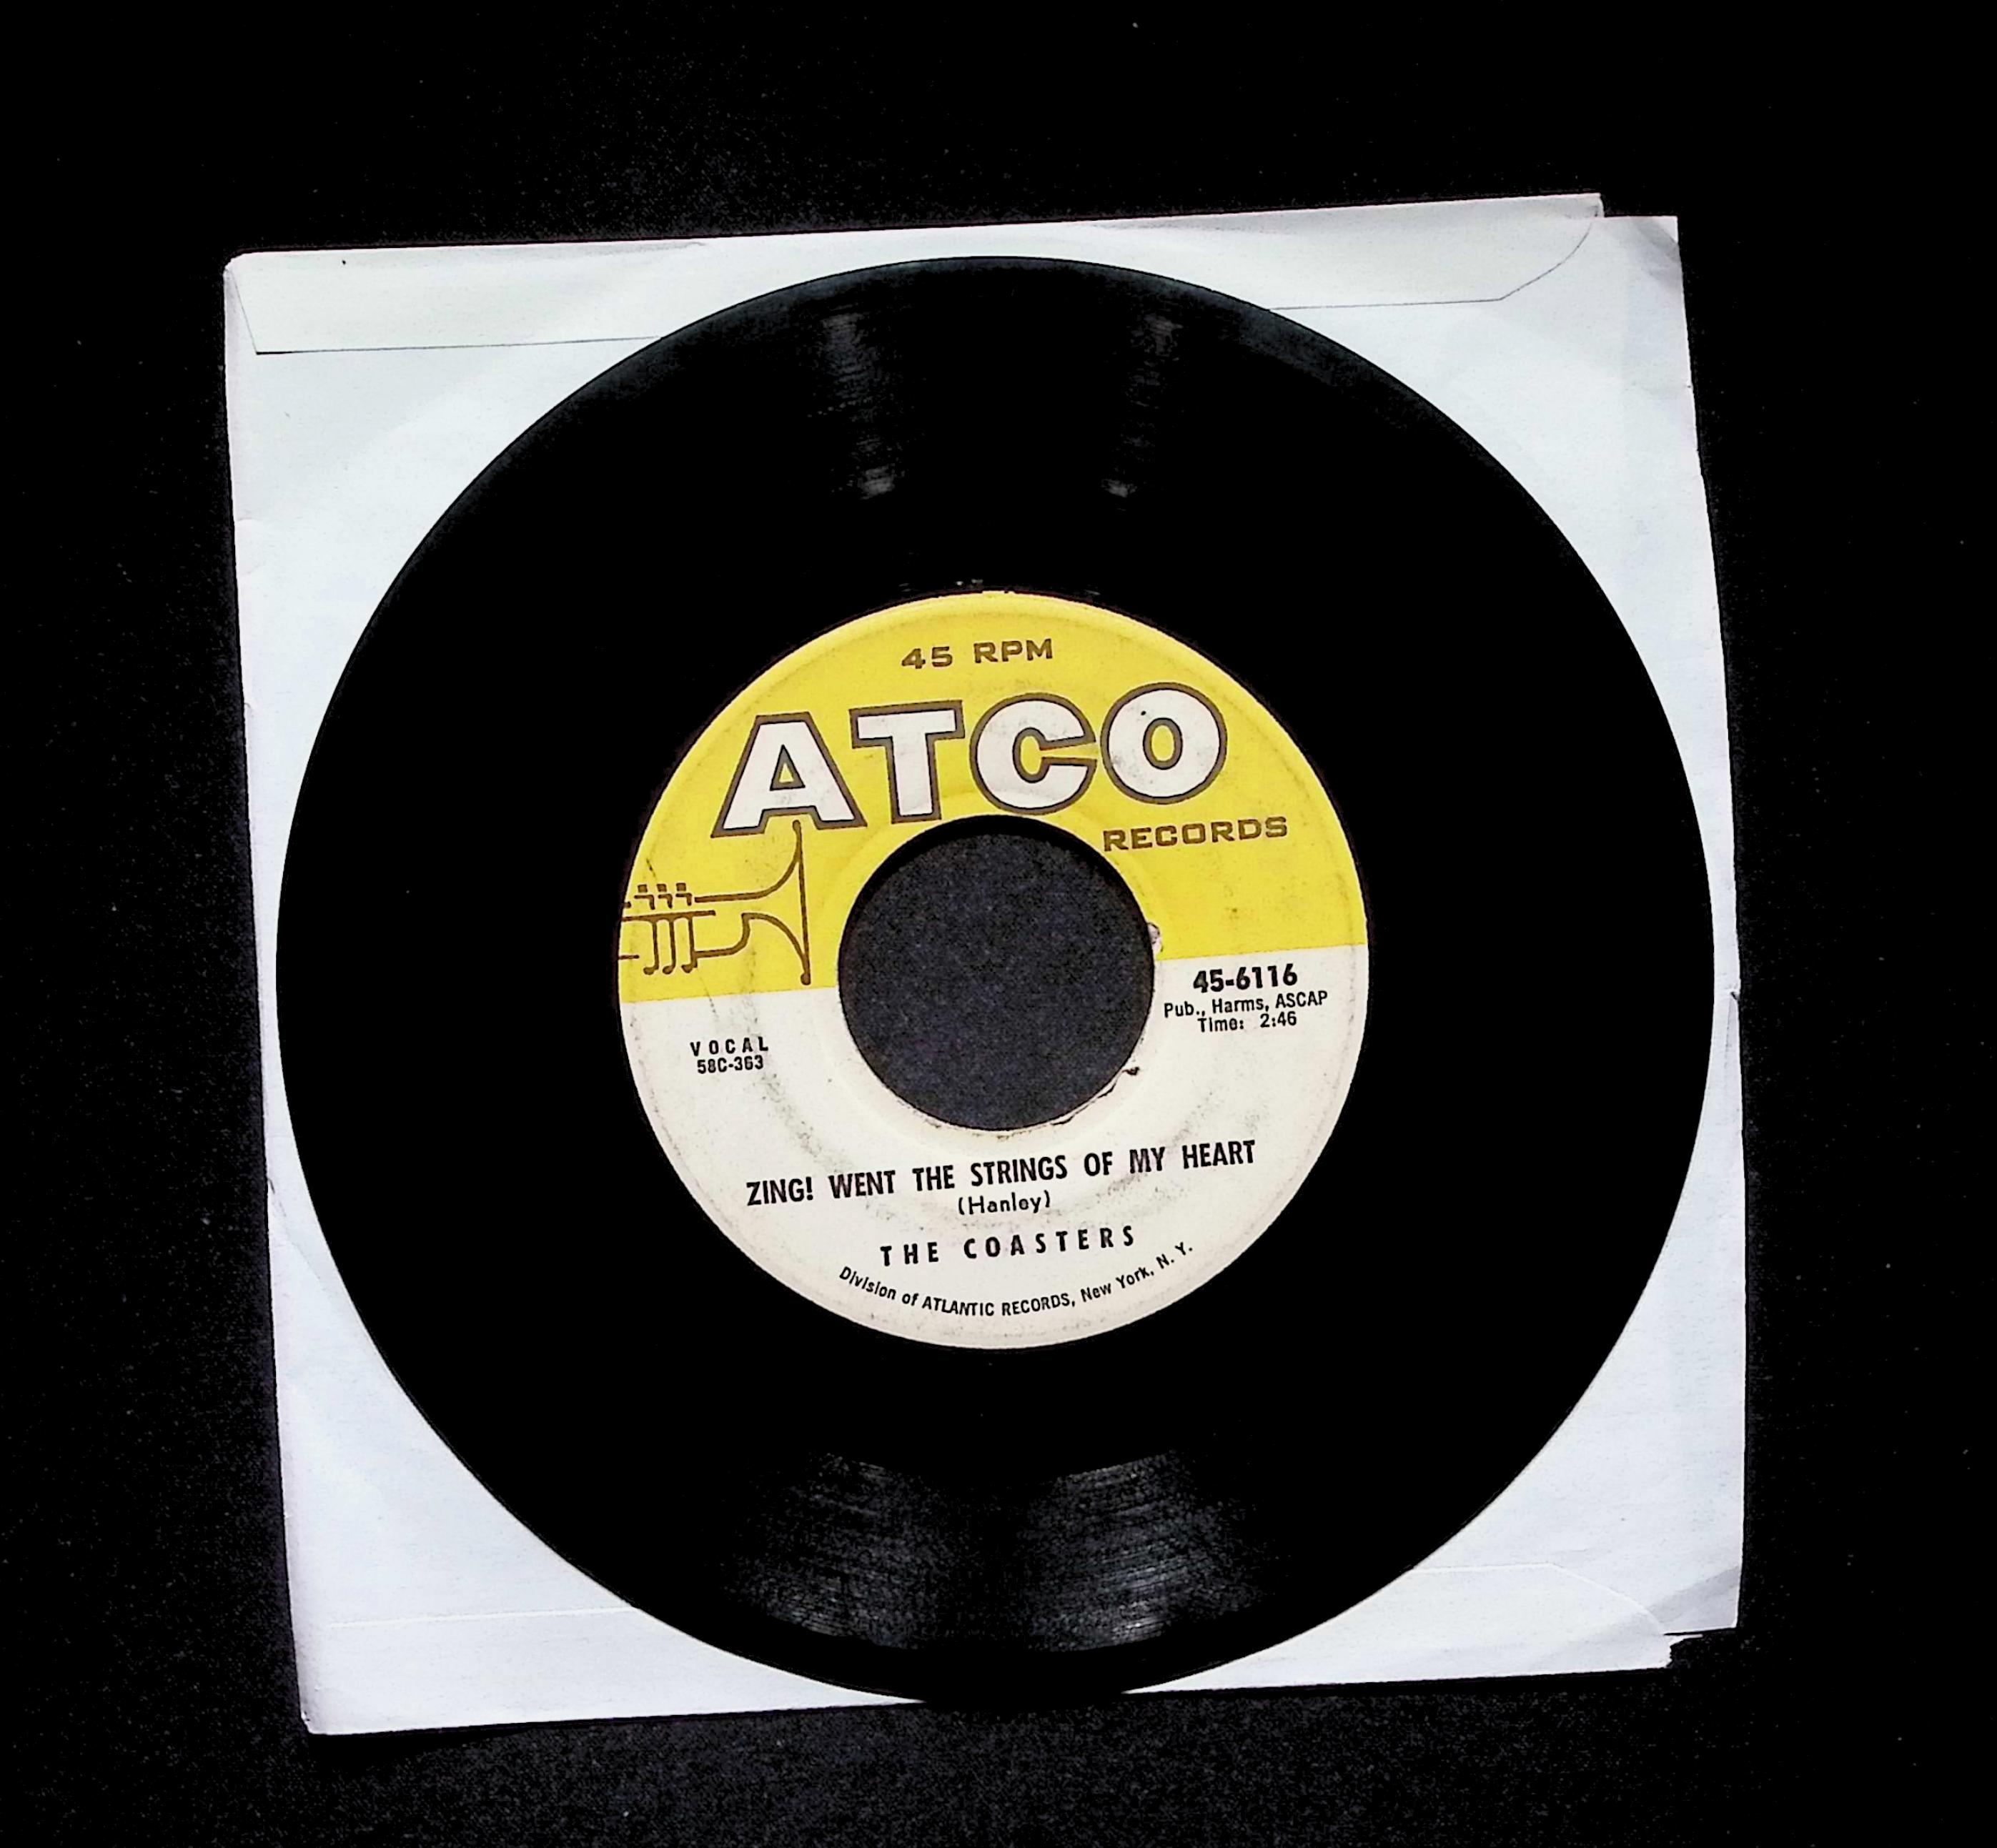 45 RPM
ATCO
RECORDS
45-6116
Pub., Harms, ASCAP
Time: 2:46
VOCAL
58C-363
ZING! WENT THE STRINGS OF MY HEART
(Hanley)
THE COASTERS
Division of ATLANTIC RECORDS, New York, N. Y.